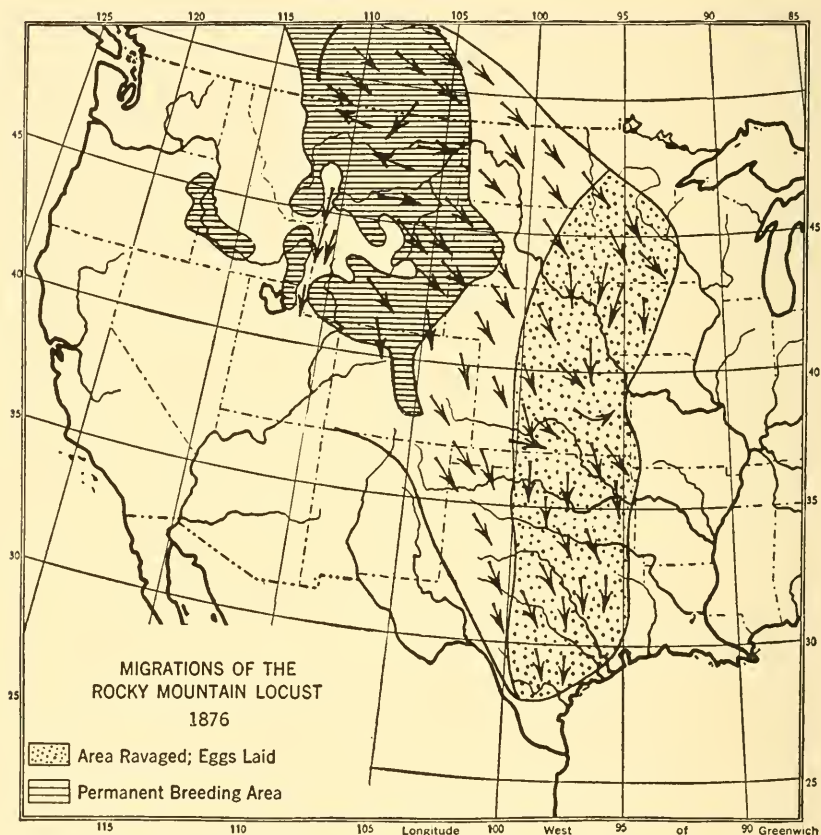 125 120 115 110 105 100 95 90 85
45
40
35
30
25
45
40
35
30
25
MIGRATIONS OF THE
ROCKY MOUNTAIN LOCUST
1876
Area Ravaged; Eggs Laid
Permanent Breeding Area
115 110 105 Longitude 100 West 95 of 90 Greenwich